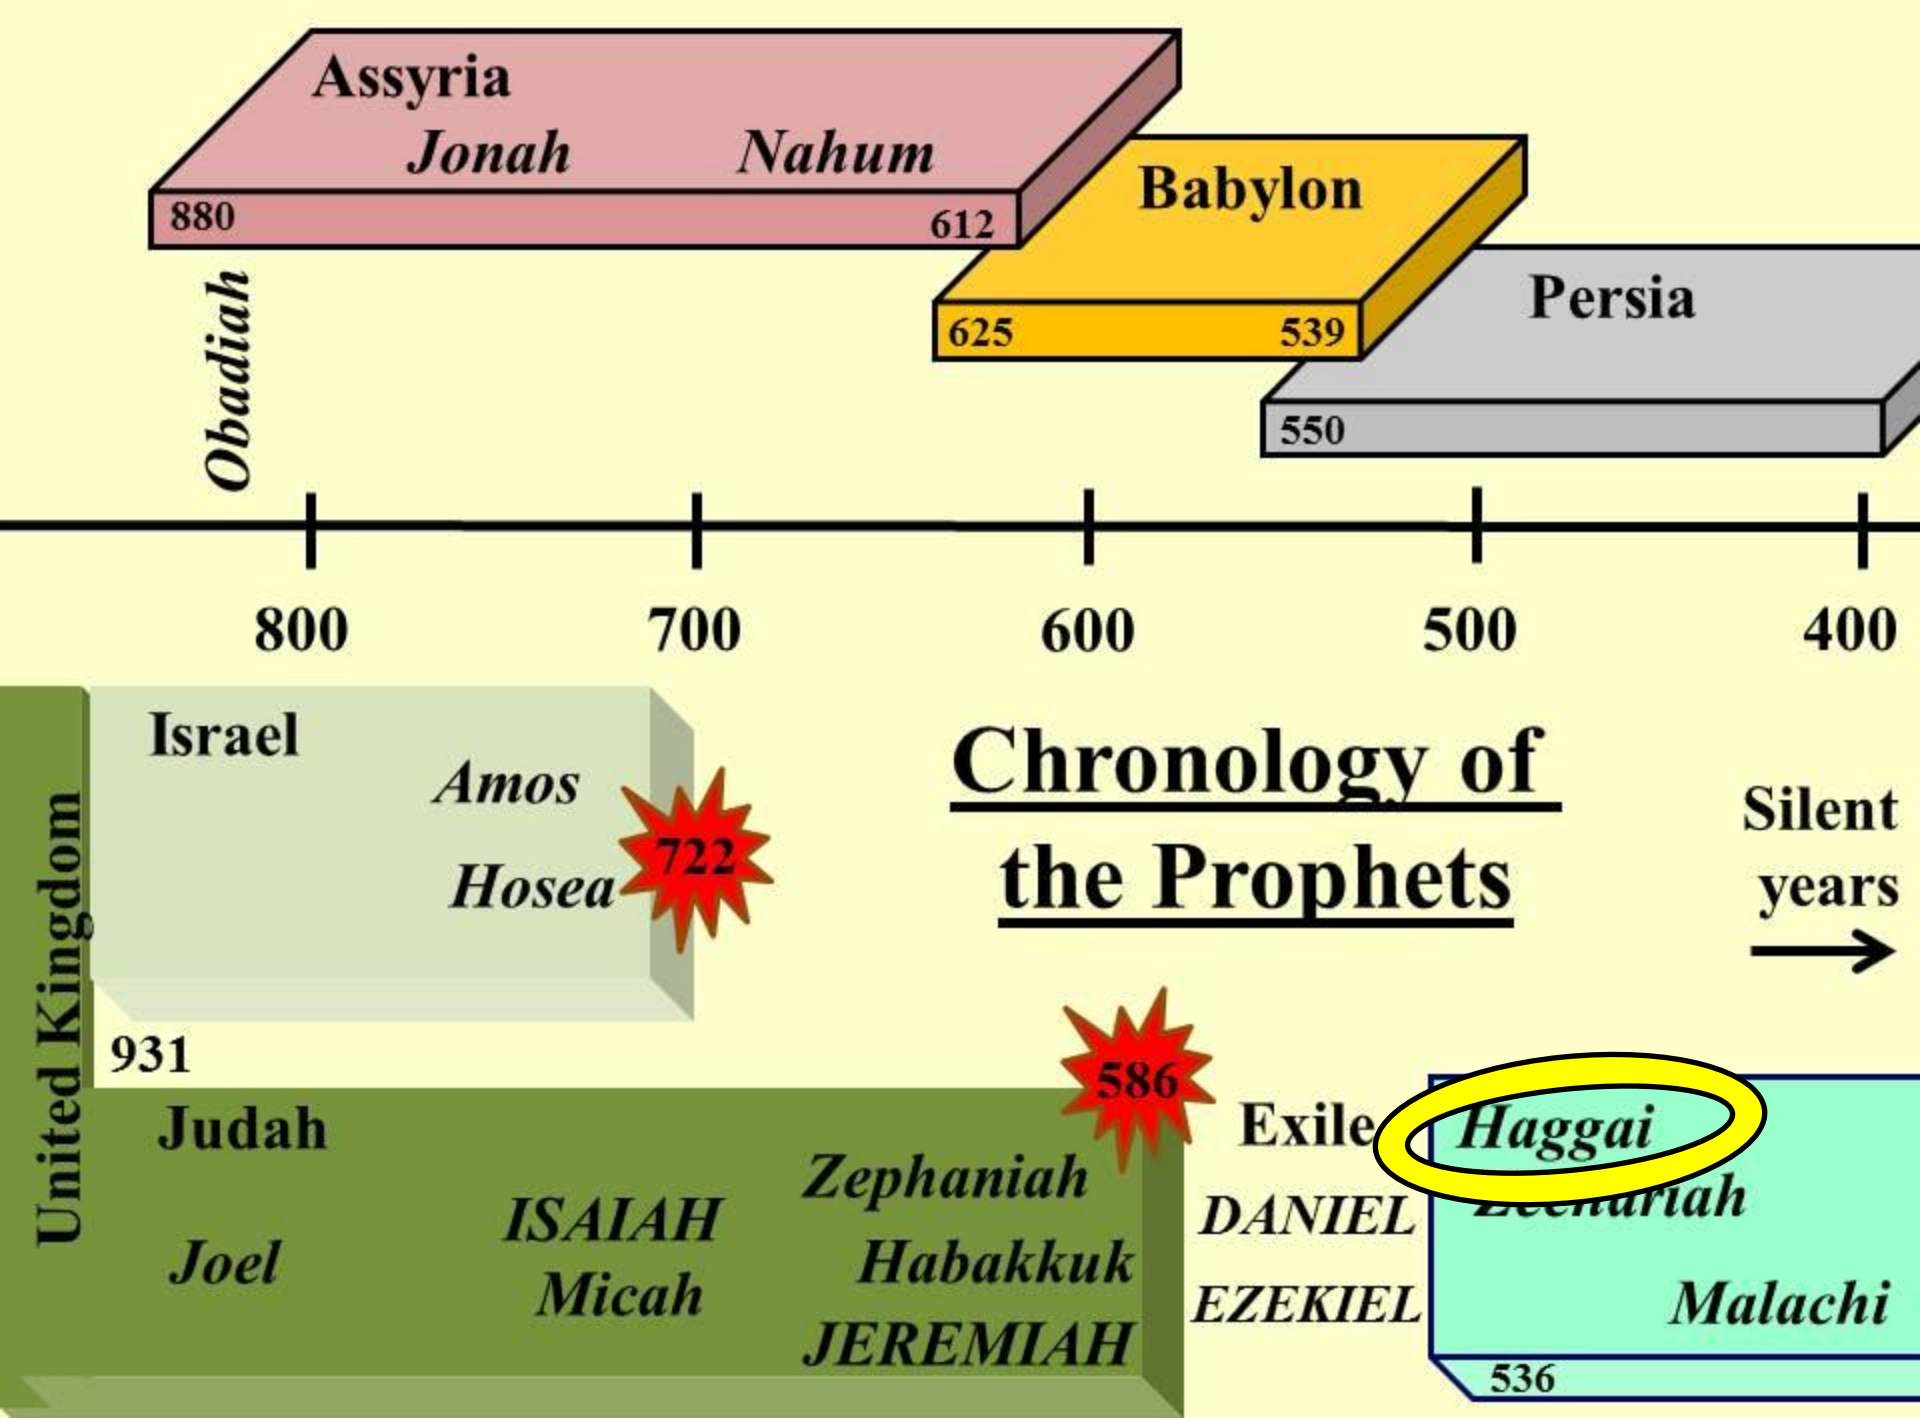 Assyria
Jonah Nahum
880 612
Babylon
625 539
Persia
550
Obadiah
800 700 600 500 400
United Kingdom
Israel
Amos
Hosea
722
931
Chronology of
the Prophets
Silent
years
Judah
Joel
ISAIAH
Micah
Zephaniah
Habakkuk
JEREMIAH
586
Exile
DANIEL
EZEKIEL
Haggai
Zechariah
Malachi
536